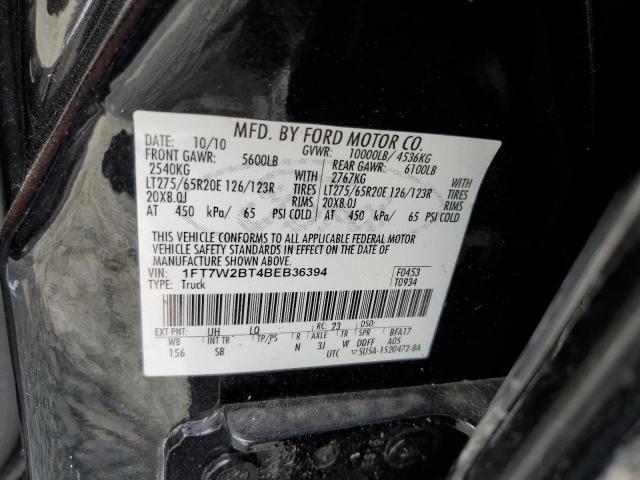 MFD. BY FORD MOTOR CO.
DATE: 10/10 GVWR: 10000LB/ 4536KG
FRONT GAWR: 5600LB REAR GAWR: 6100LB
2540KG WITH 2767KG WITH
LT275/65R20E 126/123R TIRES LT275/65R20E 126/123R TIRES
20X8.0J RIMS 20X8.0J RIMS
AT 450 kPa/ 65 PSI COLD AT 450 kPa/ 65 PSI COLD
THIS VEHICLE CONFORMS TO ALL APPLICABLE FEDERAL MOTOR
VEHICLE SAFETY STANDARDS IN EFFECT ON THE DATE OF
MANUFACTURE SHOWN ABOVE.
VIN: 1FT7W2BT4BEB36394 F0453
TYPE: Truck T0934
EXT PNT: UH LQ RC: 23 DSO:
WB INT TR TP/PS R AXLE TR SPR BFA17
156 SB N 3J W DDFF A05
UTC ▽5U5A-1520472-BA